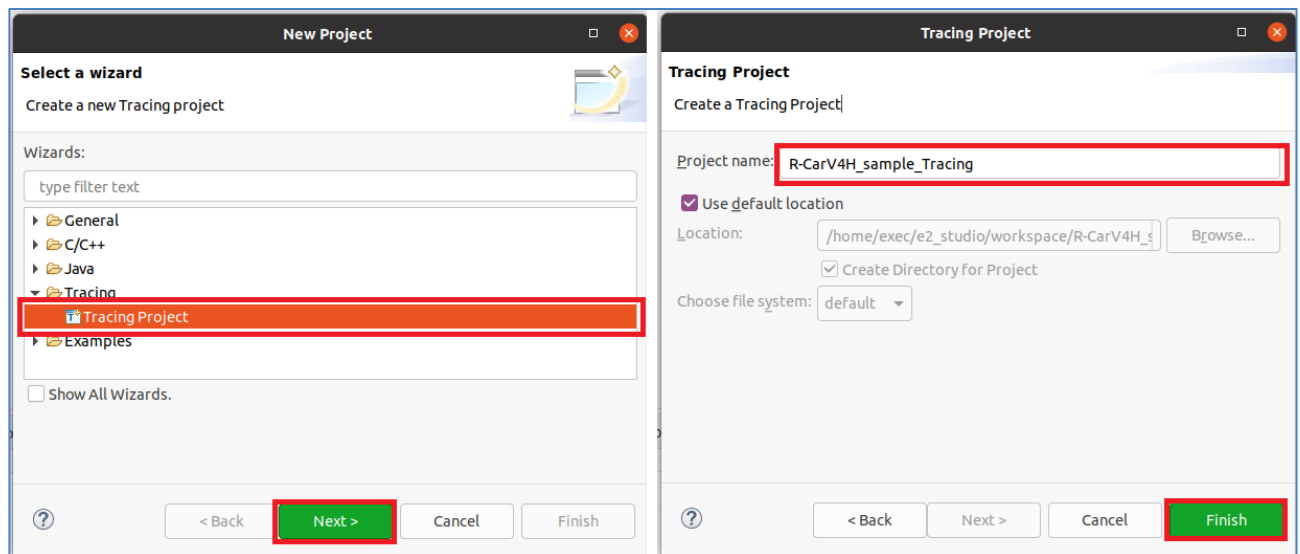 New Project
Select a wizard
Create a new Tracing project
Wizards:
type filter text
General
C/C++
Java
Tracing
Tracing Project
Examples
Show All Wizards.
< Back
Next >
Cancel
Finish
Tracing Project
Tracing Project
Create a Tracing Project
Project name:
R-CarV4H_sample_Tracing
Use default location
Location:
/home/exec/e2_studio/workspace/R-CarV4H_s
Browse...
Create Directory for Project
Choose file system:
default
< Back
Next >
Cancel
Finish